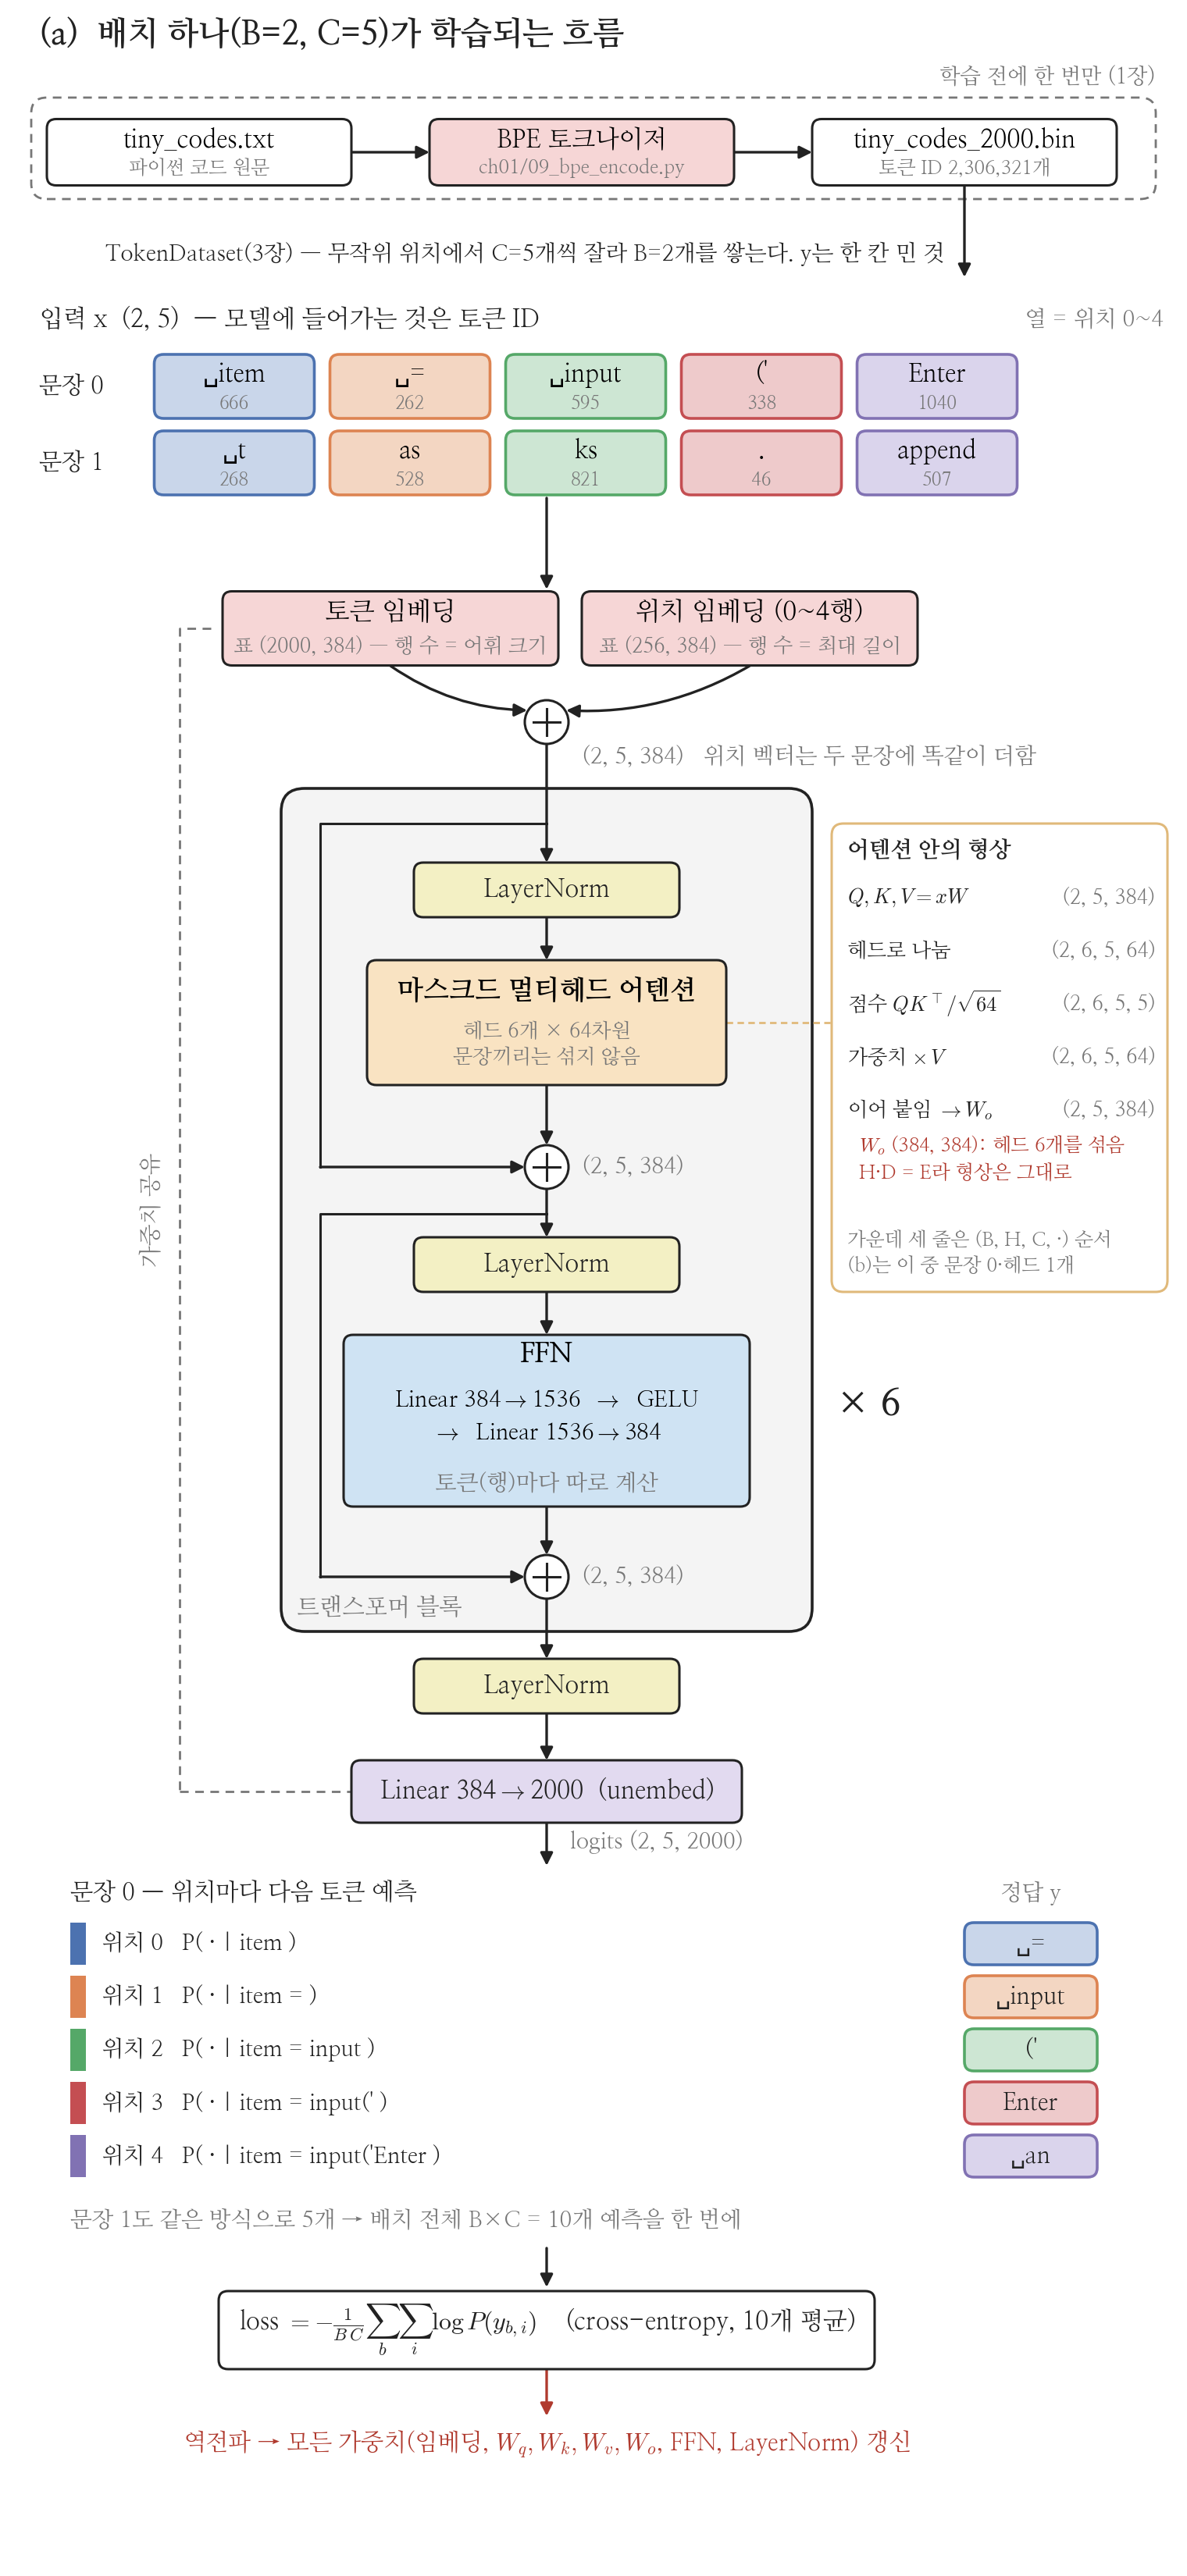 (a) 배치 하나(B=2, C=5)가 학습되는 흐름
학습 전에 한 번만 (1장)
tiny_codes.txt
파이썬 코드 원문
BPE 토크나이저
ch01/09_bpe_encode.py
tiny_codes_2000.bin
토큰 ID 2,306,321개
TokenDataset(3장) — 무작위 위치에서 C=5개씩 잘라 B=2개를 쌓는다. y는 한 칸 민 것
입력 x (2, 5) — 모델에 들어가는 것은 토큰 ID
열 = 위치 0~4
문장 0
␣item
666
␣=
262
␣input
595
('
338
Enter
1040
문장 1
␣t
268
as
528
ks
821
.
46
append
507
토큰 임베딩
표 (2000, 384) — 행 수 = 어휘 크기
위치 임베딩 (0~4행)
표 (256, 384) — 행 수 = 최대 길이
(2, 5, 384) 위치 벡터는 두 문장에 똑같이 더함
LayerNorm
마스크드 멀티헤드 어텐션
헤드 6개 × 64차원
문장끼리는 섞지 않음
(2, 5, 384)
어텐션 안의 형상
Q, K, V = xW (2, 5, 384)
헤드로 나눔 (2, 6, 5, 64)
점수 QK⊤/√64 (2, 6, 5, 5)
가중치 × V (2, 6, 5, 64)
이어 붙임 → Wₒ (2, 5, 384)
Wₒ (384, 384): 헤드 6개를 섞음
H·D = E라 형상은 그대로
가운데 세 줄은 (B, H, C, ·) 순서
(b)는 이 중 문장 0·헤드 1개
가중치 공유
LayerNorm
FFN
Linear 384 → 1536 → GELU
→ Linear 1536 → 384
토큰(행)마다 따로 계산
× 6
(2, 5, 384)
트랜스포머 블록
LayerNorm
Linear 384 → 2000 (unembed)
logits (2, 5, 2000)
문장 0 — 위치마다 다음 토큰 예측
정답 y
위치 0 P( · | item )
␣=
위치 1 P( · | item = )
␣input
위치 2 P( · | item = input )
('
위치 3 P( · | item = input(' )
Enter
위치 4 P( · | item = input('Enter )
␣an
문장 1도 같은 방식으로 5개 → 배치 전체 B×C = 10개 예측을 한 번에
loss = −1/BC ∑b ∑i log P(y_{b, i}) (cross-entropy, 10개 평균)
역전파 → 모든 가중치(임베딩, W_q, W_k, W_v, W_o, FFN, LayerNorm) 갱신